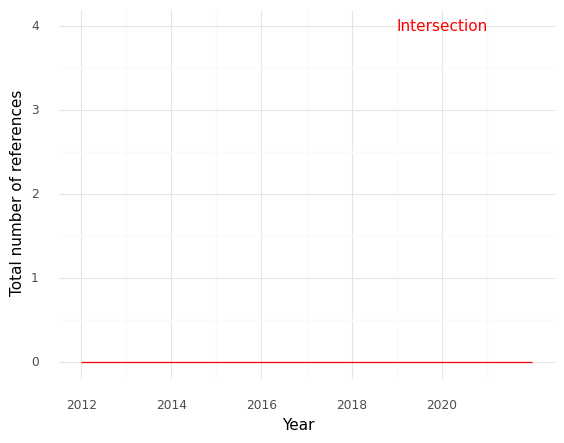 4
Intersection
3
2
1
0
Total number of references
2012 2014 2016 2018 2020
Year